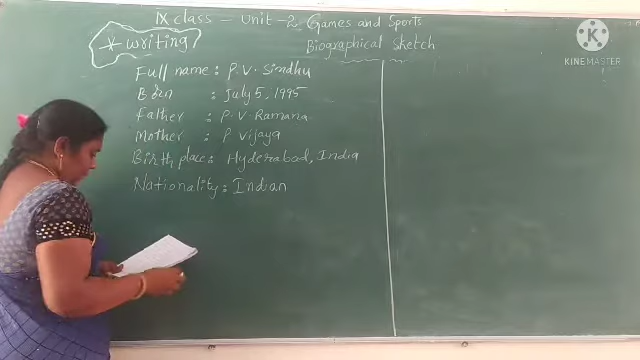 IX class - Unit-2 Games and Sports
* Writing
Biographical sketch
Full name : P.V. Sindhu
Born : July 5, 1995
Father : P.V. Ramana
Mother : P Vijaya
Birth place : Hyderabad, India
Nationality : Indian
KINEMASTER